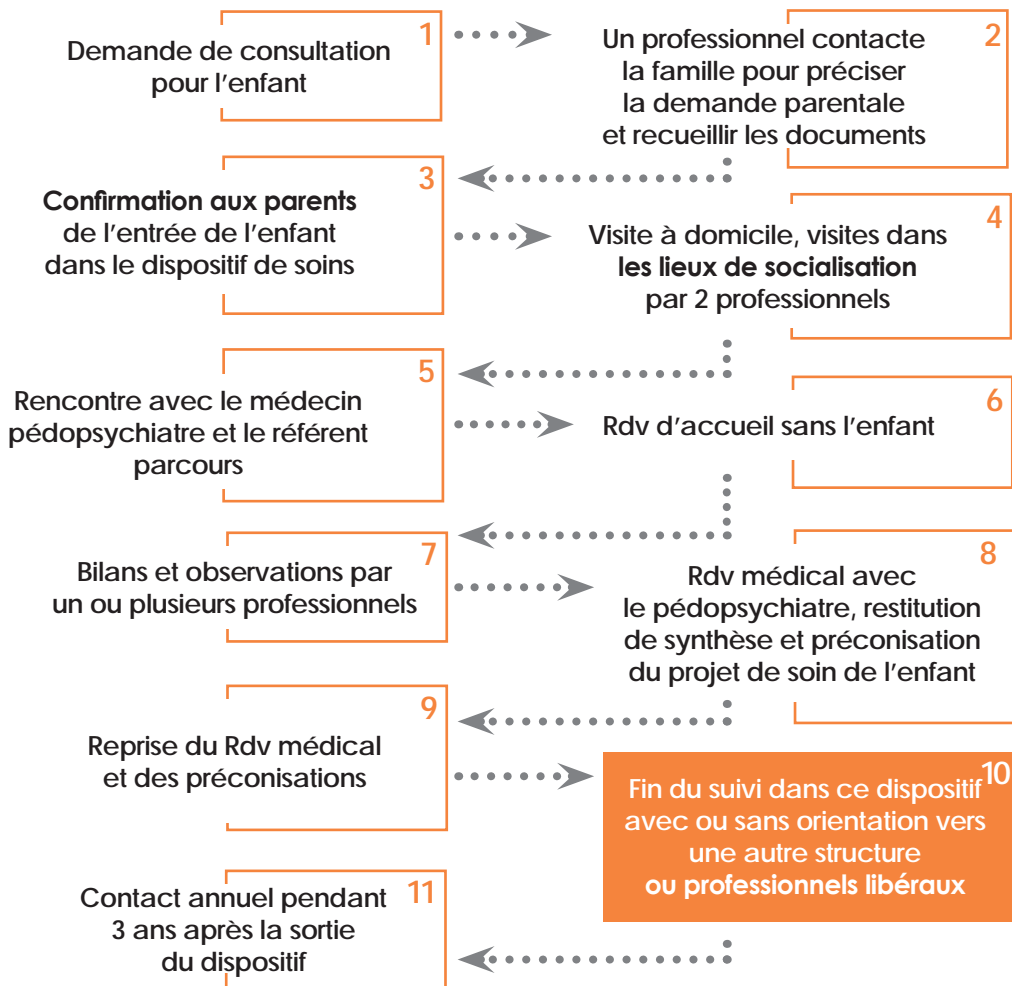 1
Demande de consultation
pour l'enfant
2
Un professionnel contacte
la famille pour préciser
la demande parentale
et recueillir les documents
3
Confirmation aux parents
de l'entrée de l'enfant
dans le dispositif de soins
4
Visite à domicile, visites dans
les lieux de socialisation
par 2 professionnels
5
Rencontre avec le médecin
pédopsychiatre et le référent
parcours
6
Rdv d'accueil sans l'enfant
7
Bilans et observations par
un ou plusieurs professionnels
8
Rdv médical avec
le pédopsychiatre, restitution
de synthèse et préconisation
du projet de soin de l'enfant
9
Reprise du Rdv médical
et des préconisations
10
Fin du suivi dans ce dispositif
avec ou sans orientation vers
une autre structure
ou professionnels libéraux
11
Contact annuel pendant
3 ans après la sortie
du dispositif